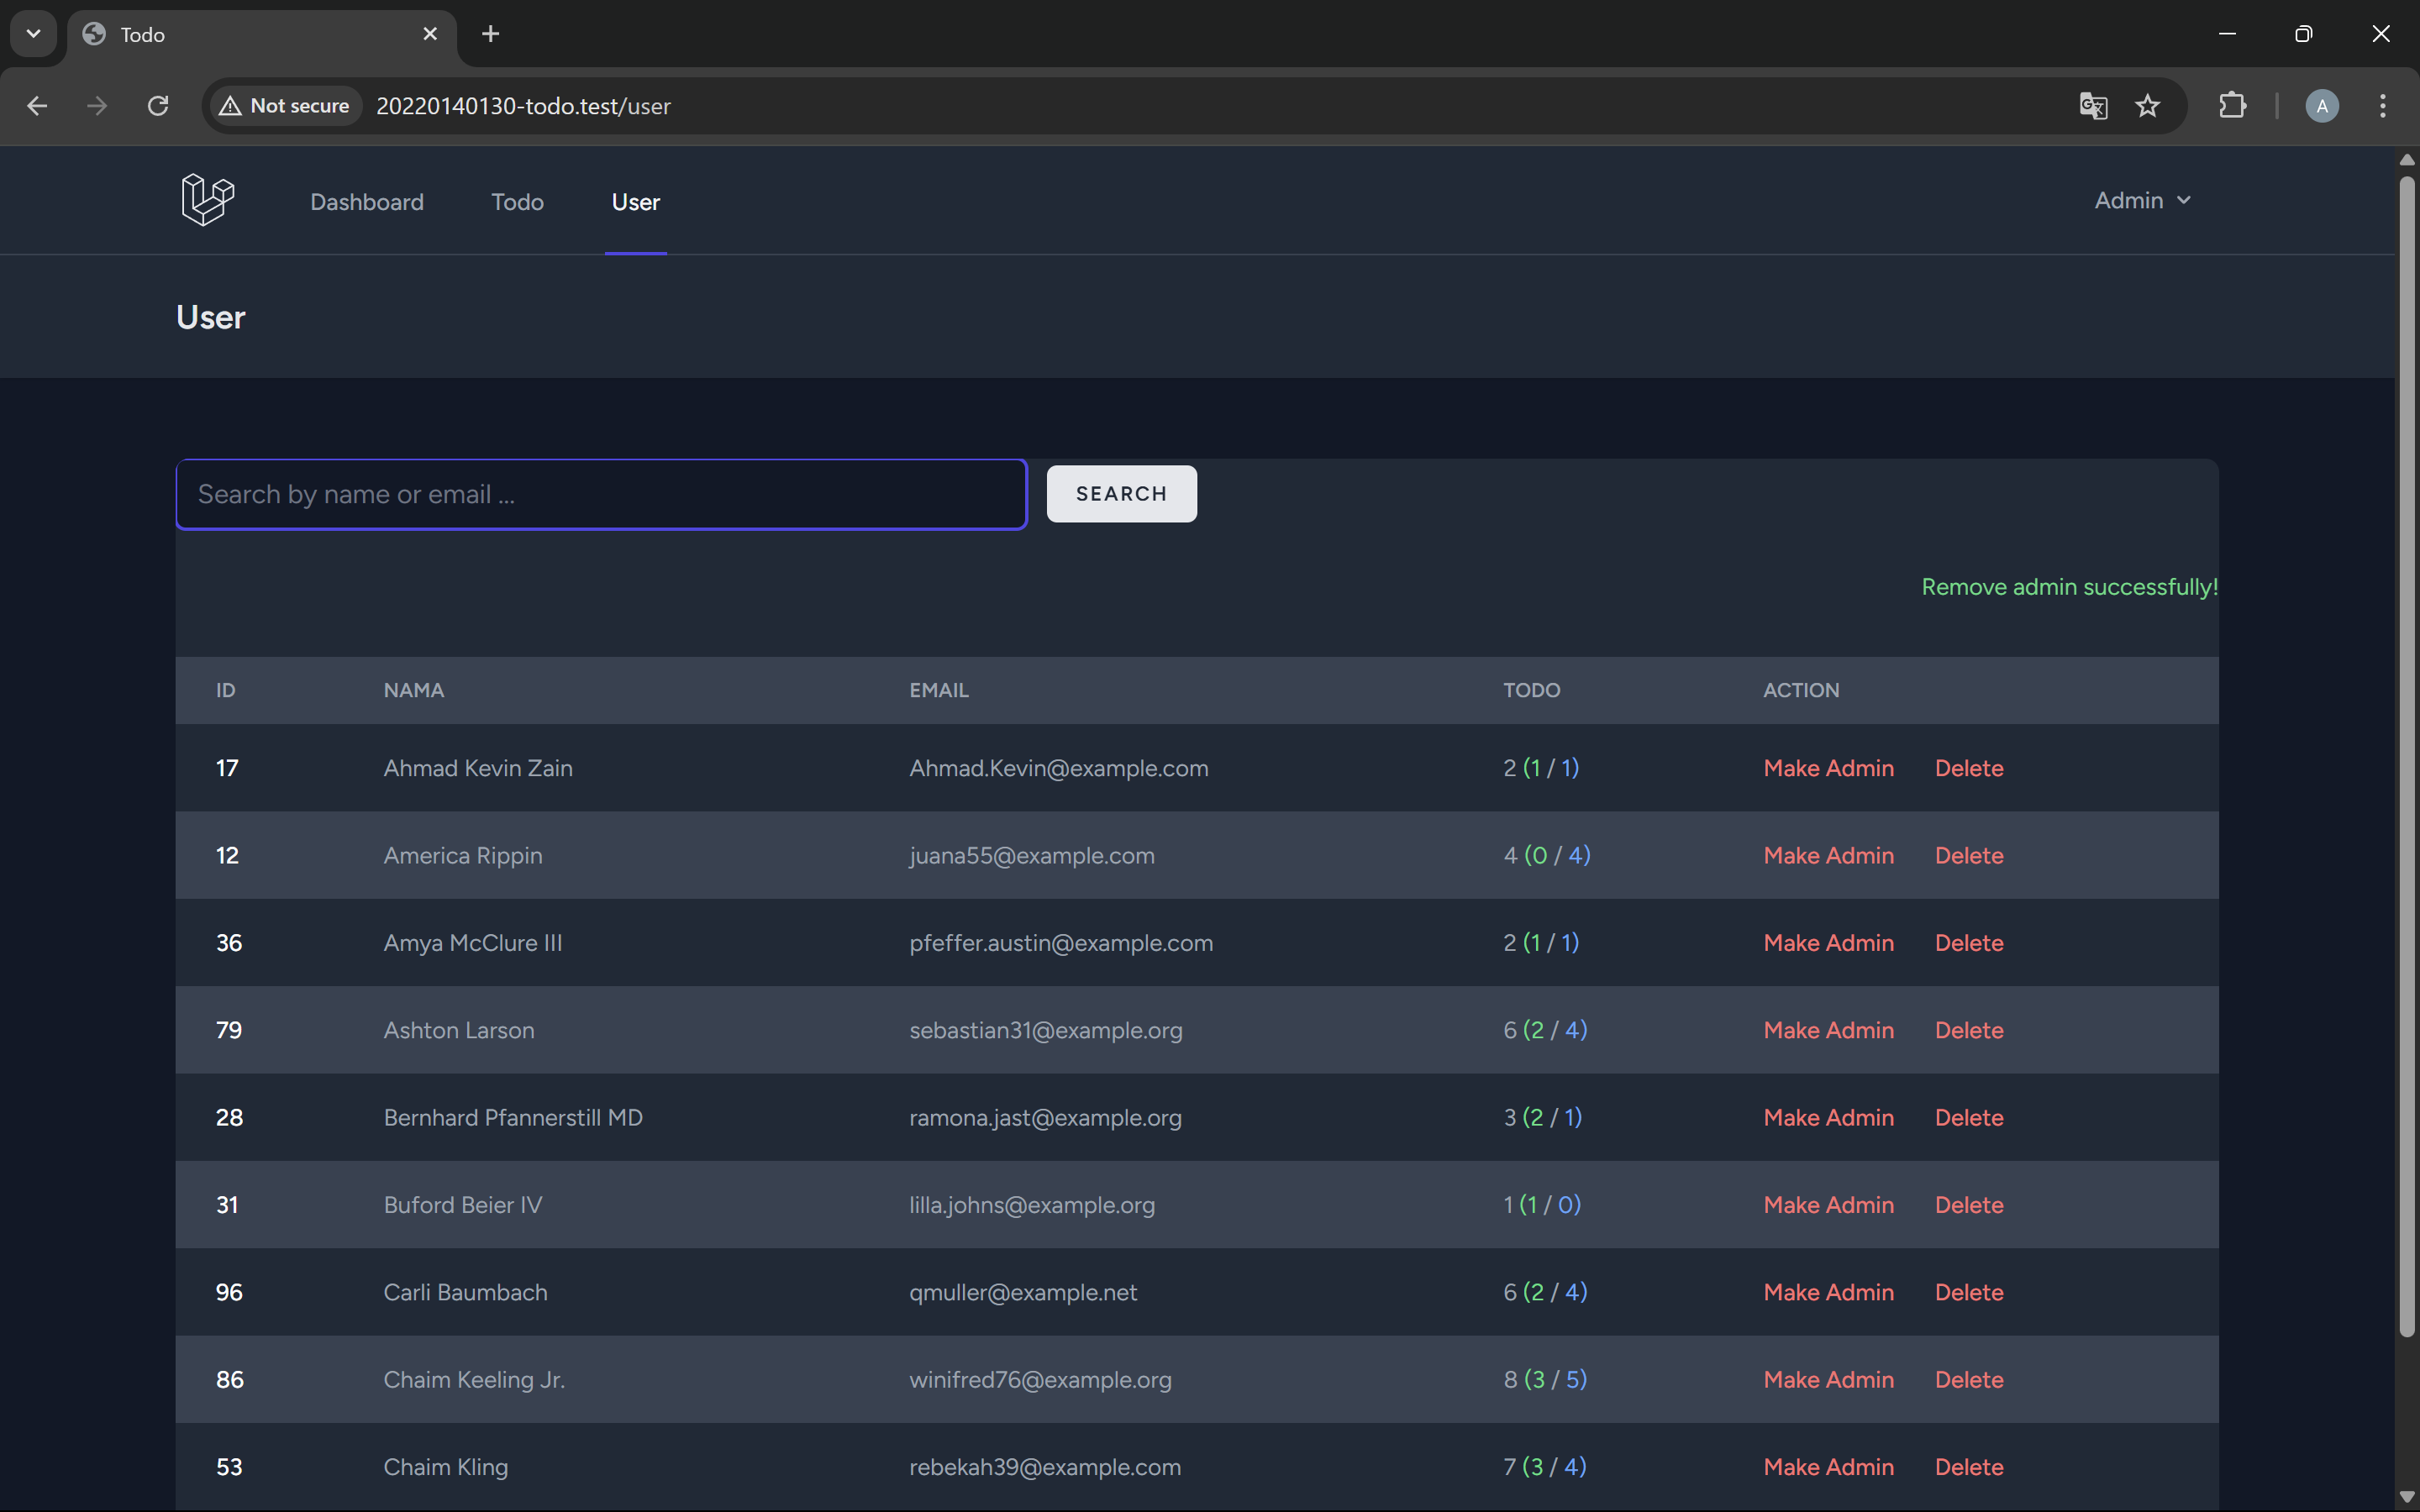 Todo
Not secure 20220140130-todo.test/user A
Dashboard Todo User Admin
User
Search by name or email ... SEARCH
Remove admin successfully!
ID NAMA EMAIL TODO ACTION
17 Ahmad Kevin Zain Ahmad.Kevin@example.com 2 (1 / 1) Make Admin Delete
12 America Rippin juana55@example.com 4 (0 / 4) Make Admin Delete
36 Amya McClure III pfeffer.austin@example.com 2 (1 / 1) Make Admin Delete
79 Ashton Larson sebastian31@example.org 6 (2 / 4) Make Admin Delete
28 Bernhard Pfannerstill MD ramona.jast@example.org 3 (2 / 1) Make Admin Delete
31 Buford Beier IV lilla.johns@example.org 1 (1 / 0) Make Admin Delete
96 Carli Baumbach qmuller@example.net 6 (2 / 4) Make Admin Delete
86 Chaim Keeling Jr. winifred76@example.org 8 (3 / 5) Make Admin Delete
53 Chaim Kling rebekah39@example.com 7 (3 / 4) Make Admin Delete